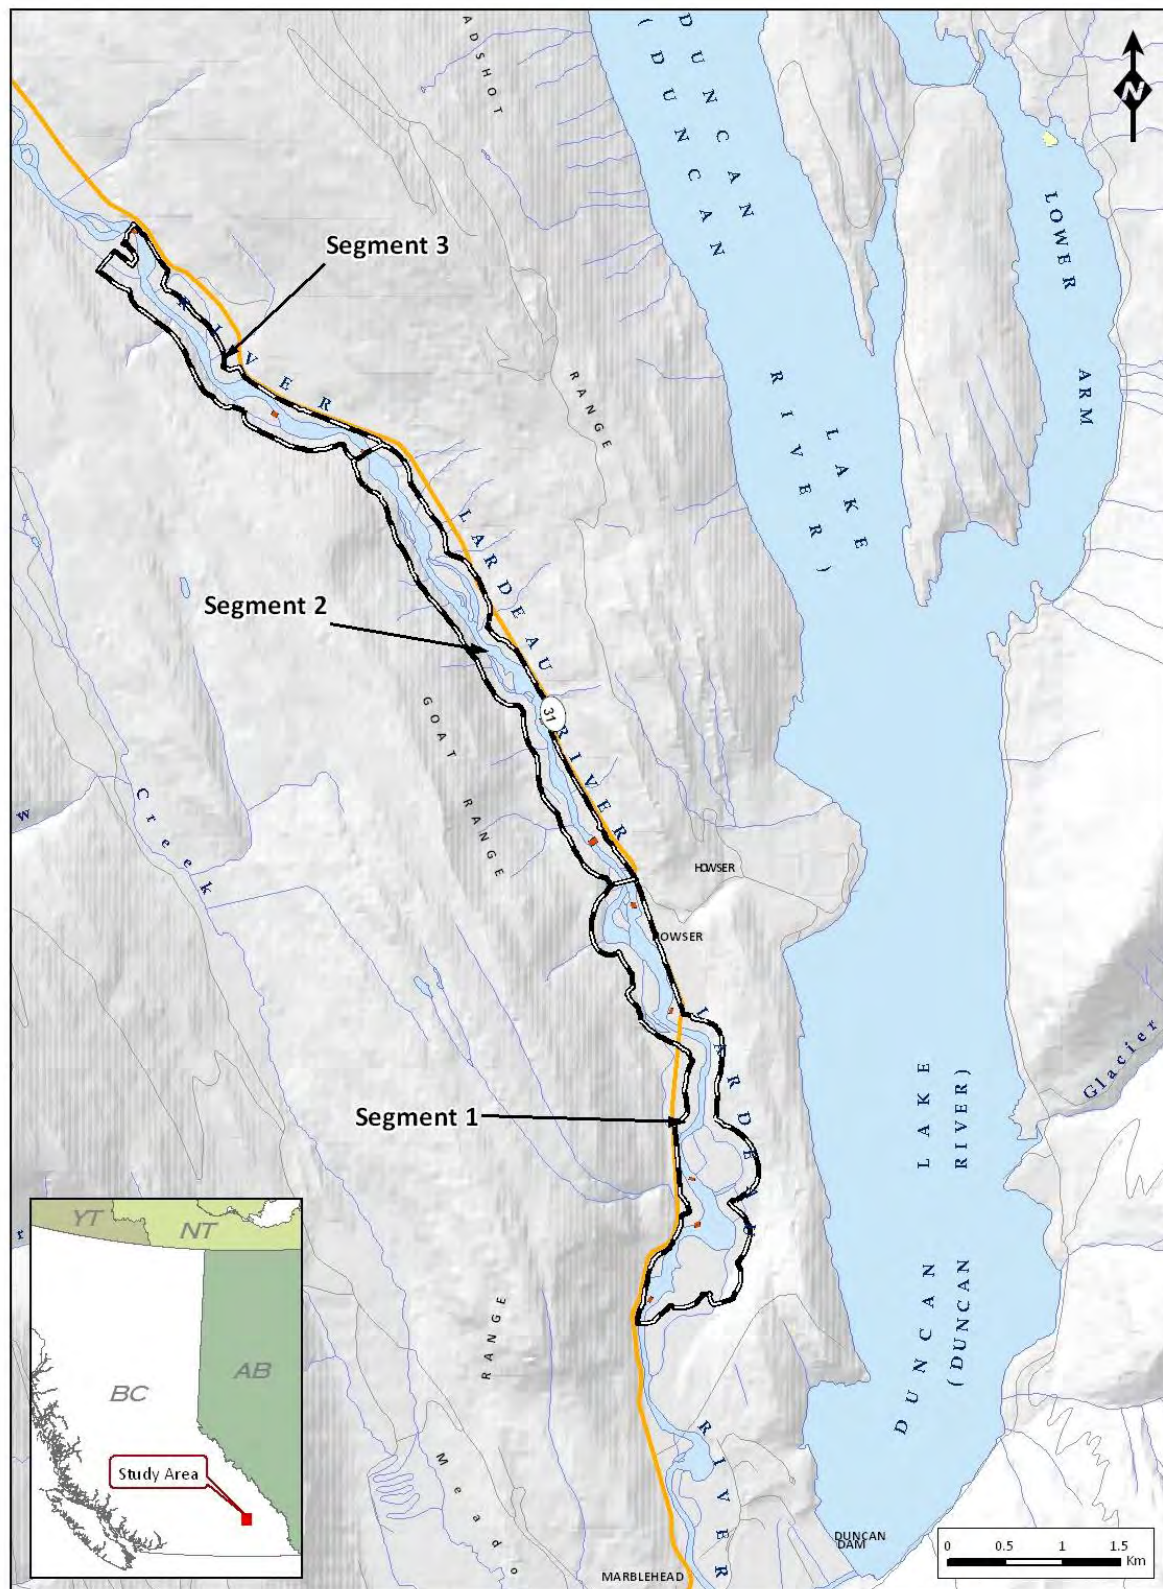 ADSHOT
DUNCAN
(DUNCAN
N
LOWER
ARM
Segment 3
RIVER
RANGE
RIVER
LAKE
RIVER)
LARDEAU
Segment 2
31
GOAT
RANGE
RIVER
w
Creek
HOWSER
HOWSER
LARDEAU
Glacier
LAKE
RIVER)
Segment 1
r
YT
NT
BC
AB
Study Area
DUNCAN
(DUNCAN
RANGE
RIVER
Meado
DUNCAN
DAM
MARBLEHEAD
0 0.5 1 1.5
Km